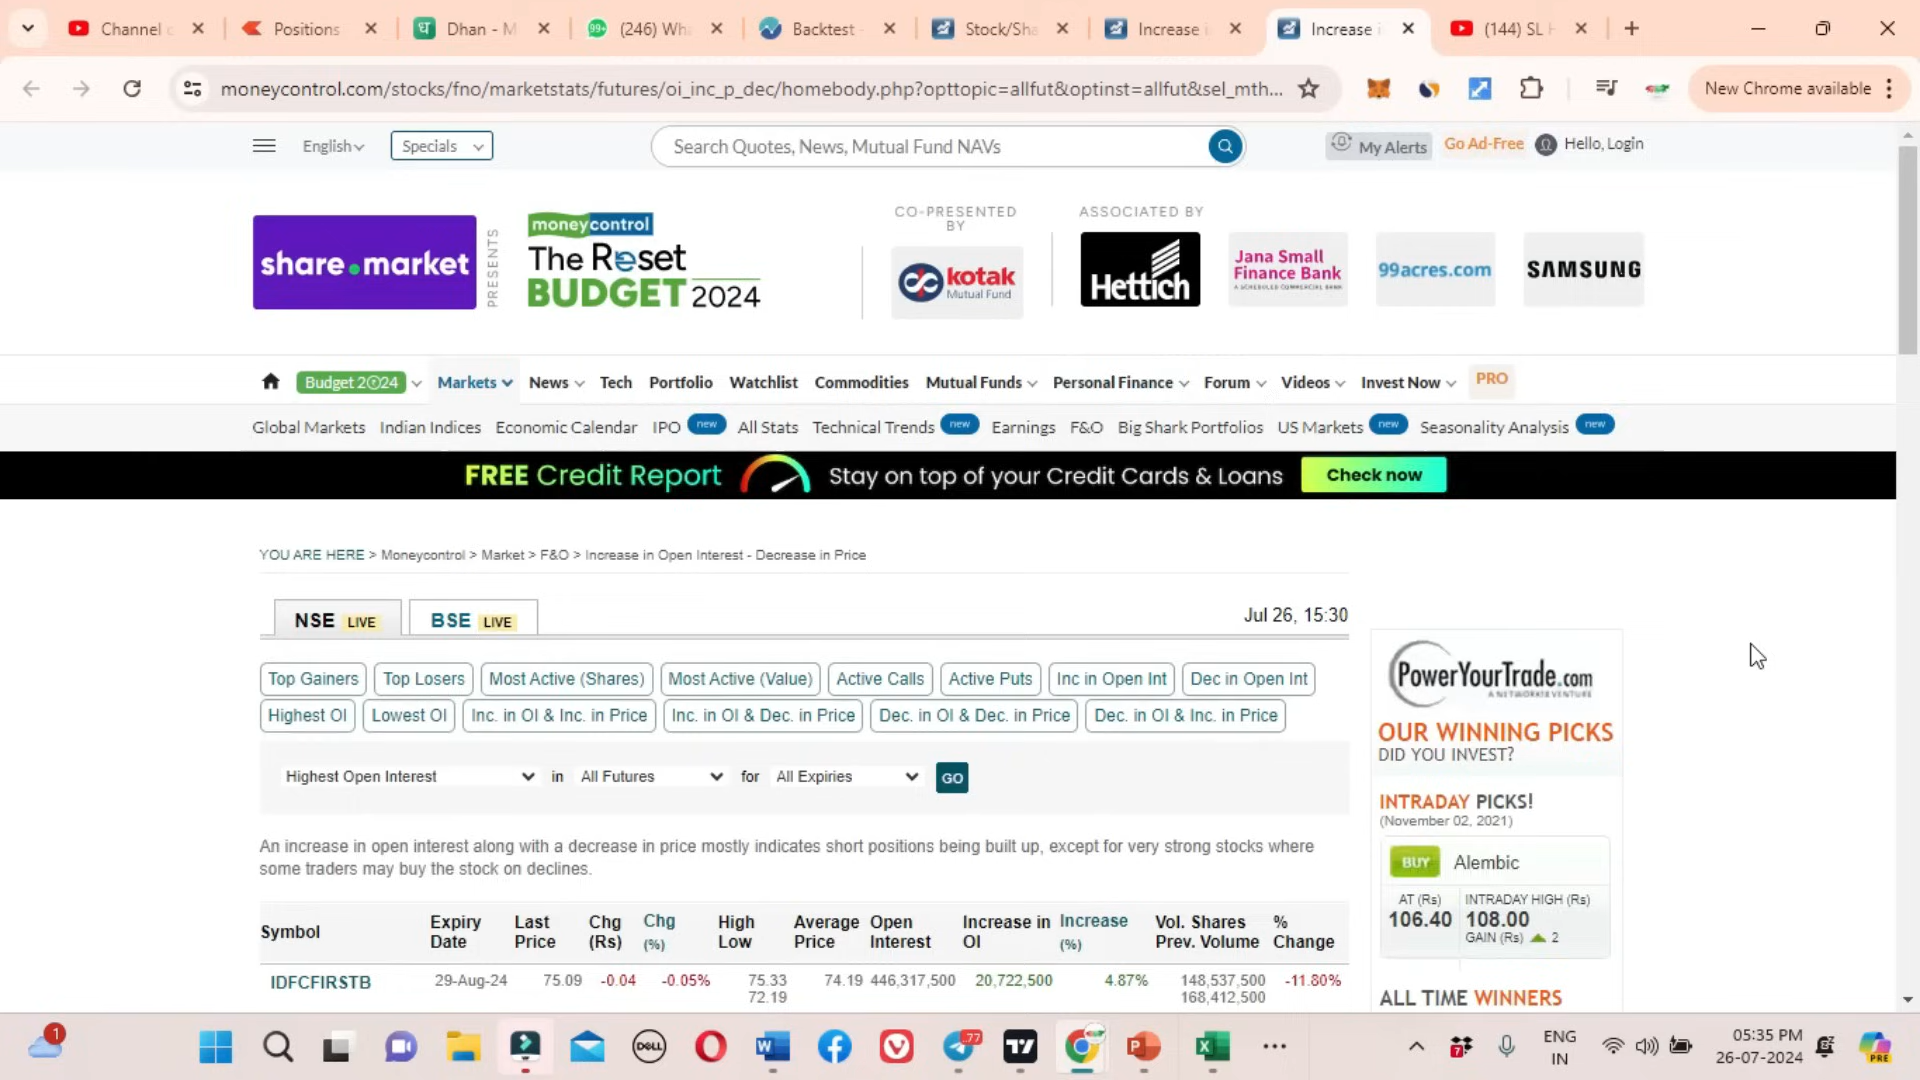 Channel c
Positions
Dhan - M
(246) Wh
Backtest -
Stock/Sha
Increase i
Increase i
(144) SL H
moneycontrol.com/stocks/fno/marketstats/futures/oi_inc_p_dec/homebody.php?opttopic=allfut&optinst=allfut&sel_mth...
New Chrome available
English
Specials
Search Quotes, News, Mutual Fund NAVs
My Alerts
Go Ad-Free
Hello, Login
share.market
PRESENTS
moneycontrol
The Reset
BUDGET 2024
CO-PRESENTED
BY
kotak
Mutual Fund
ASSOCIATED BY
Hettich
Jana Small
Finance Bank
A SCHEDULED COMMERCIAL BANK
99acres.com
SAMSUNG
Budget 2024
Markets
News
Tech
Portfolio
Watchlist
Commodities
Mutual Funds
Personal Finance
Forum
Videos
Invest Now
PRO
Global Markets
Indian Indices
Economic Calendar
IPO new
All Stats
Technical Trends new
Earnings
F&O
Big Shark Portfolios
US Markets new
Seasonality Analysis new
FREE Credit Report
Stay on top of your Credit Cards & Loans
Check now
YOU ARE HERE > Moneycontrol > Market > F&O > Increase in Open Interest - Decrease in Price
NSE LIVE
BSE LIVE
Jul 26, 15:30
Top Gainers
Top Losers
Most Active (Shares)
Most Active (Value)
Active Calls
Active Puts
Inc in Open Int
Dec in Open Int
Highest OI
Lowest OI
Inc. in OI & Inc. in Price
Inc. in OI & Dec. in Price
Dec. in OI & Dec. in Price
Dec. in OI & Inc. in Price
Highest Open Interest in All Futures for All Expiries GO
An increase in open interest along with a decrease in price mostly indicates short positions being built up, except for very strong stocks where
some traders may buy the stock on declines.
Symbol
Expiry
Date
Last
Price
Chg
(Rs)
Chg
(%)
High
Low
Average
Price
Open
Interest
Increase in
OI
Increase
(%)
Vol. Shares
Prev. Volume
%
Change
IDFCFIRSTB 29-Aug-24 75.09 -0.04 -0.05% 75.33 74.19 446,317,500 20,722,500 4.87% 148,537,500 -11.80%
72.19 168,412,500
PowerYourTrade.com
A NETWORK18 VENTURE
OUR WINNING PICKS
DID YOU INVEST?
INTRADAY PICKS!
(November 02, 2021)
BUY Alembic
AT (Rs)
106.40
INTRADAY HIGH (Rs)
108.00
GAIN (Rs) 2
ALL TIME WINNERS
1
DELL
77
7
ENG
IN
05:35 PM
26-07-2024
PRE